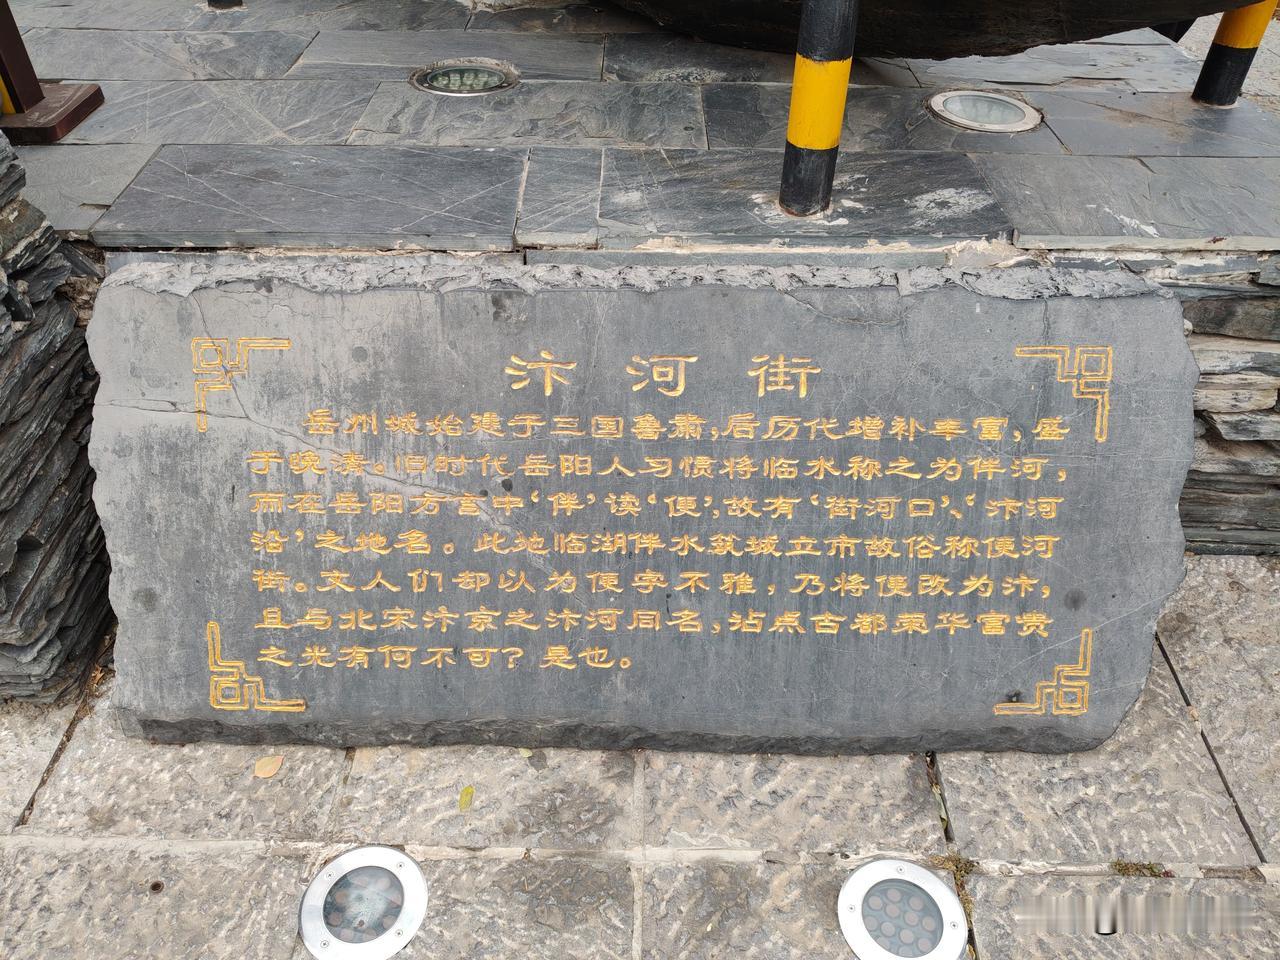 汴河街
岳州城始建于三国鲁肃,后历代增补丰富,盛
于晚清。旧时代岳阳人习惯将临水称之为伴河,
而在岳阳方言中‘伴’读‘便’,故有‘街河口’、‘汴河
沿’之地名。此地临湖伴水筑城立市故俗称便河
街。文人们却以为便字不雅,乃将便改为汴,
且与北宋汴京之汴河同名,沾点古都荣华富贵
之光有何不可?是也。